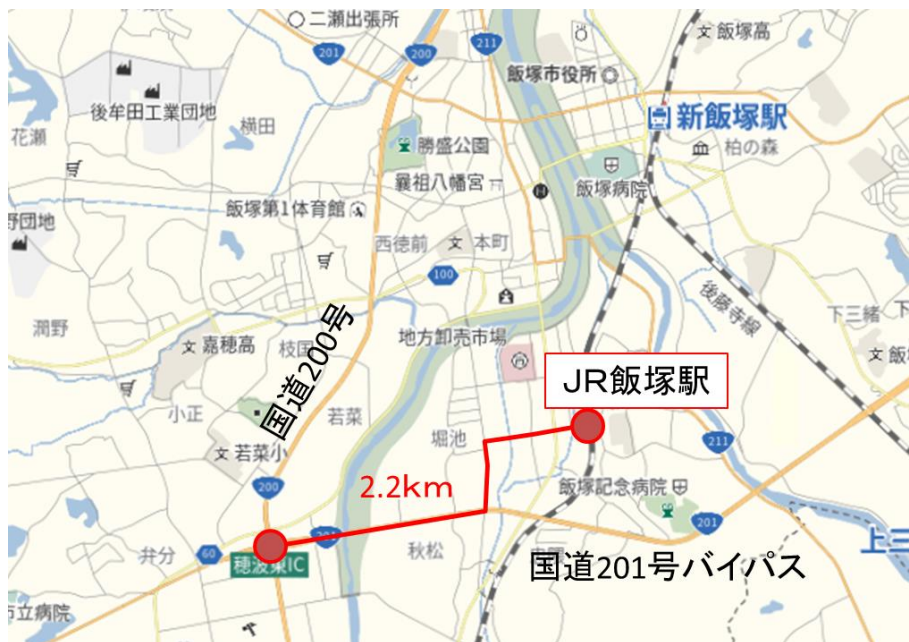 二瀬出張所
201
200
211
飯塚高
飯塚市役所
後牟田工業団地
花瀬
横田
新飯塚駅
勝盛公園
柏の森
曩祖八幡宮
飯塚病院
飯塚第1体育館
野団地
西徳前
本町
100
後藤寺線
下三緒
潤野
国道200号
地方卸売市場
嘉穂高
枝国
飯塚
JR飯塚駅
小正
若菜
堀池
若菜小
211
200
2.2km
飯塚記念病院
201
201
弁分
60
穂波東IC
秋松
上三
国道201号バイパス
市立病院